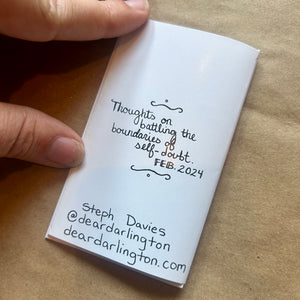 Thoughts on
battling the
boundaries of
self-doubt.
FEB. 2024
Steph Davies
@deardarlington
deardarlington.com